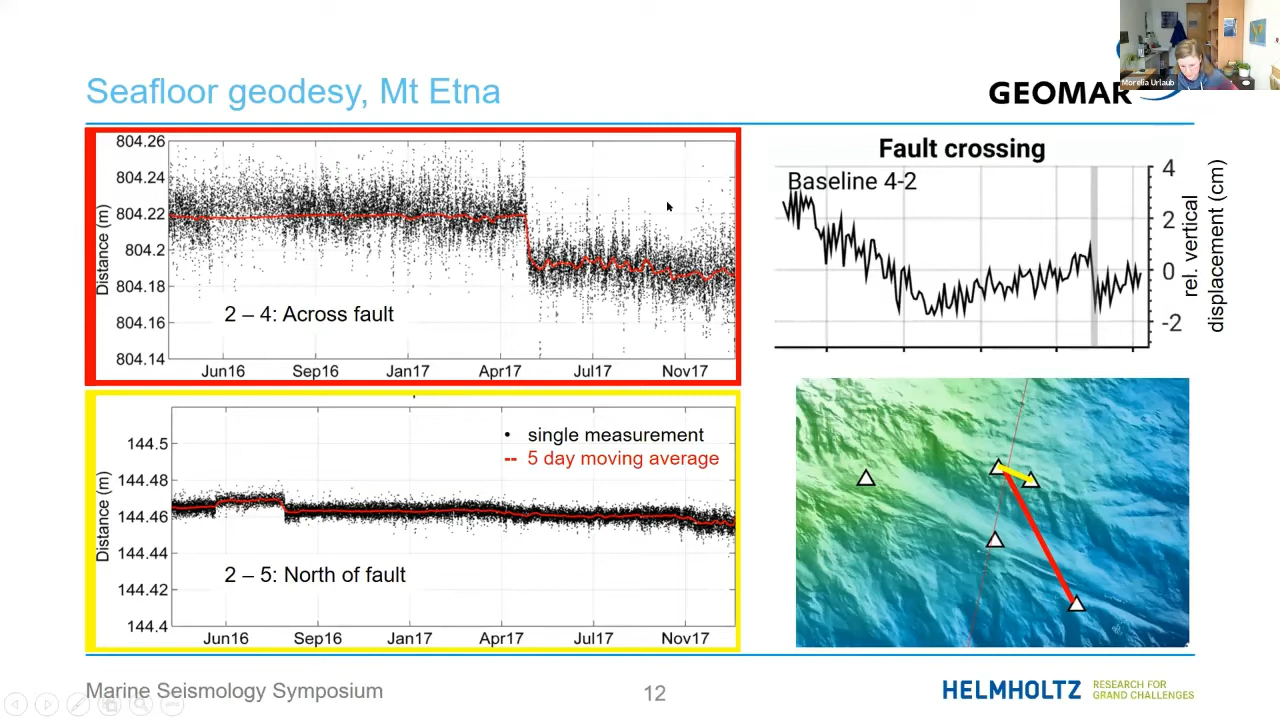 Morelia Urlaub
Seafloor geodesy, Mt Etna
GEOMAR
804.26
804.24
804.22
804.2
804.18
804.16
804.14
Distance (m)
2 – 4: Across fault
Jun16 Sep16 Jan17 Apr17 Jul17 Nov17
Fault crossing
Baseline 4-2
4
2
0
-2
rel. vertical
displacement (cm)
144.5
144.48
144.46
144.44
144.42
144.4
Distance (m)
• single measurement
-- 5 day moving average
2 – 5: North of fault
Jun16 Sep16 Jan17 Apr17 Jul17 Nov17
Marine Seismology Symposium
12
HELMHOLTZ
RESEARCH FOR
GRAND CHALLENGES